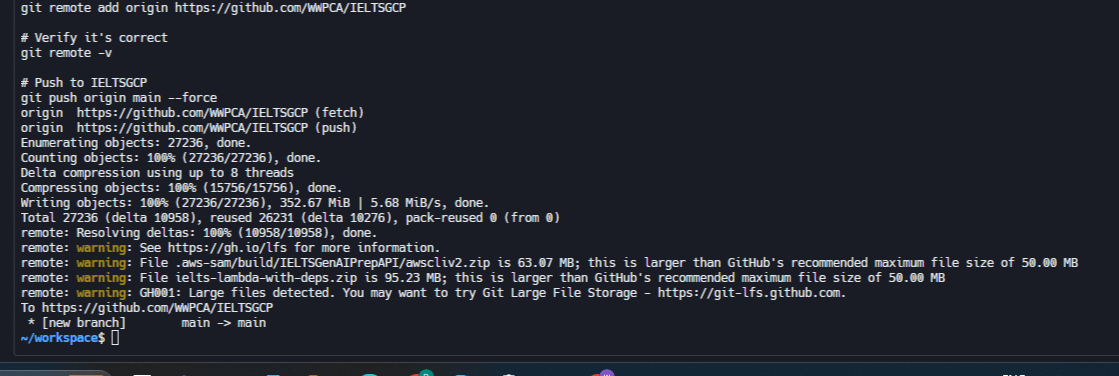 git remote add origin https://github.com/WWPCA/IELTSGCP
# Verify it's correct
git remote -v
# Push to IELTSGCP
git push origin main --force
origin  https://github.com/WWPCA/IELTSGCP (fetch)
origin  https://github.com/WWPCA/IELTSGCP (push)
Enumerating objects: 27236, done.
Counting objects: 100% (27236/27236), done.
Delta compression using up to 8 threads
Compressing objects: 100% (15756/15756), done.
Writing objects: 100% (27236/27236), 352.67 MiB | 5.68 MiB/s, done.
Total 27236 (delta 10958), reused 26231 (delta 10276), pack-reused 0 (from 0)
remote: Resolving deltas: 100% (10958/10958), done.
remote: warning: See https://gh.io/lfs for more information.
remote: warning: File .aws-sam/build/IELTSGenAIPrepAPI/awscliv2.zip is 63.07 MB; this is larger than GitHub's recommended maximum file size of 50.00 MB
remote: warning: File ielts-lambda-with-deps.zip is 95.23 MB; this is larger than GitHub's recommended maximum file size of 50.00 MB
remote: warning: GH001: Large files detected. You may want to try Git Large File Storage - https://git-lfs.github.com.
To https://github.com/WWPCA/IELTSGCP
 * [new branch]        main -> main
~/workspace$